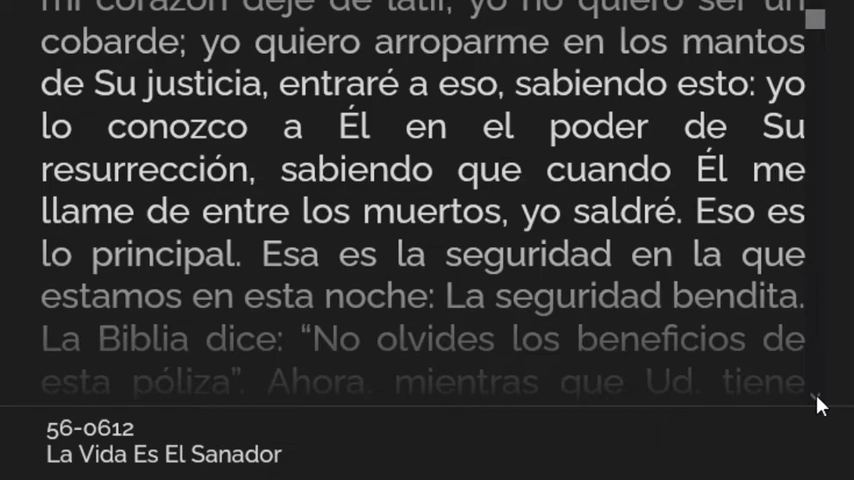 mi corazón deje de latir, yo no quiero ser un
cobarde; yo quiero arroparme en los mantos
de Su justicia, entraré a eso, sabiendo esto: yo
lo conozco a Él en el poder de Su
resurrección, sabiendo que cuando Él me
llame de entre los muertos, yo saldré. Eso es
lo principal. Esa es la seguridad en la que
estamos en esta noche: La seguridad bendita.
La Biblia dice: “No olvides los beneficios de
esta póliza”. Ahora, mientras que Ud. tiene
56-0612
La Vida Es El Sanador